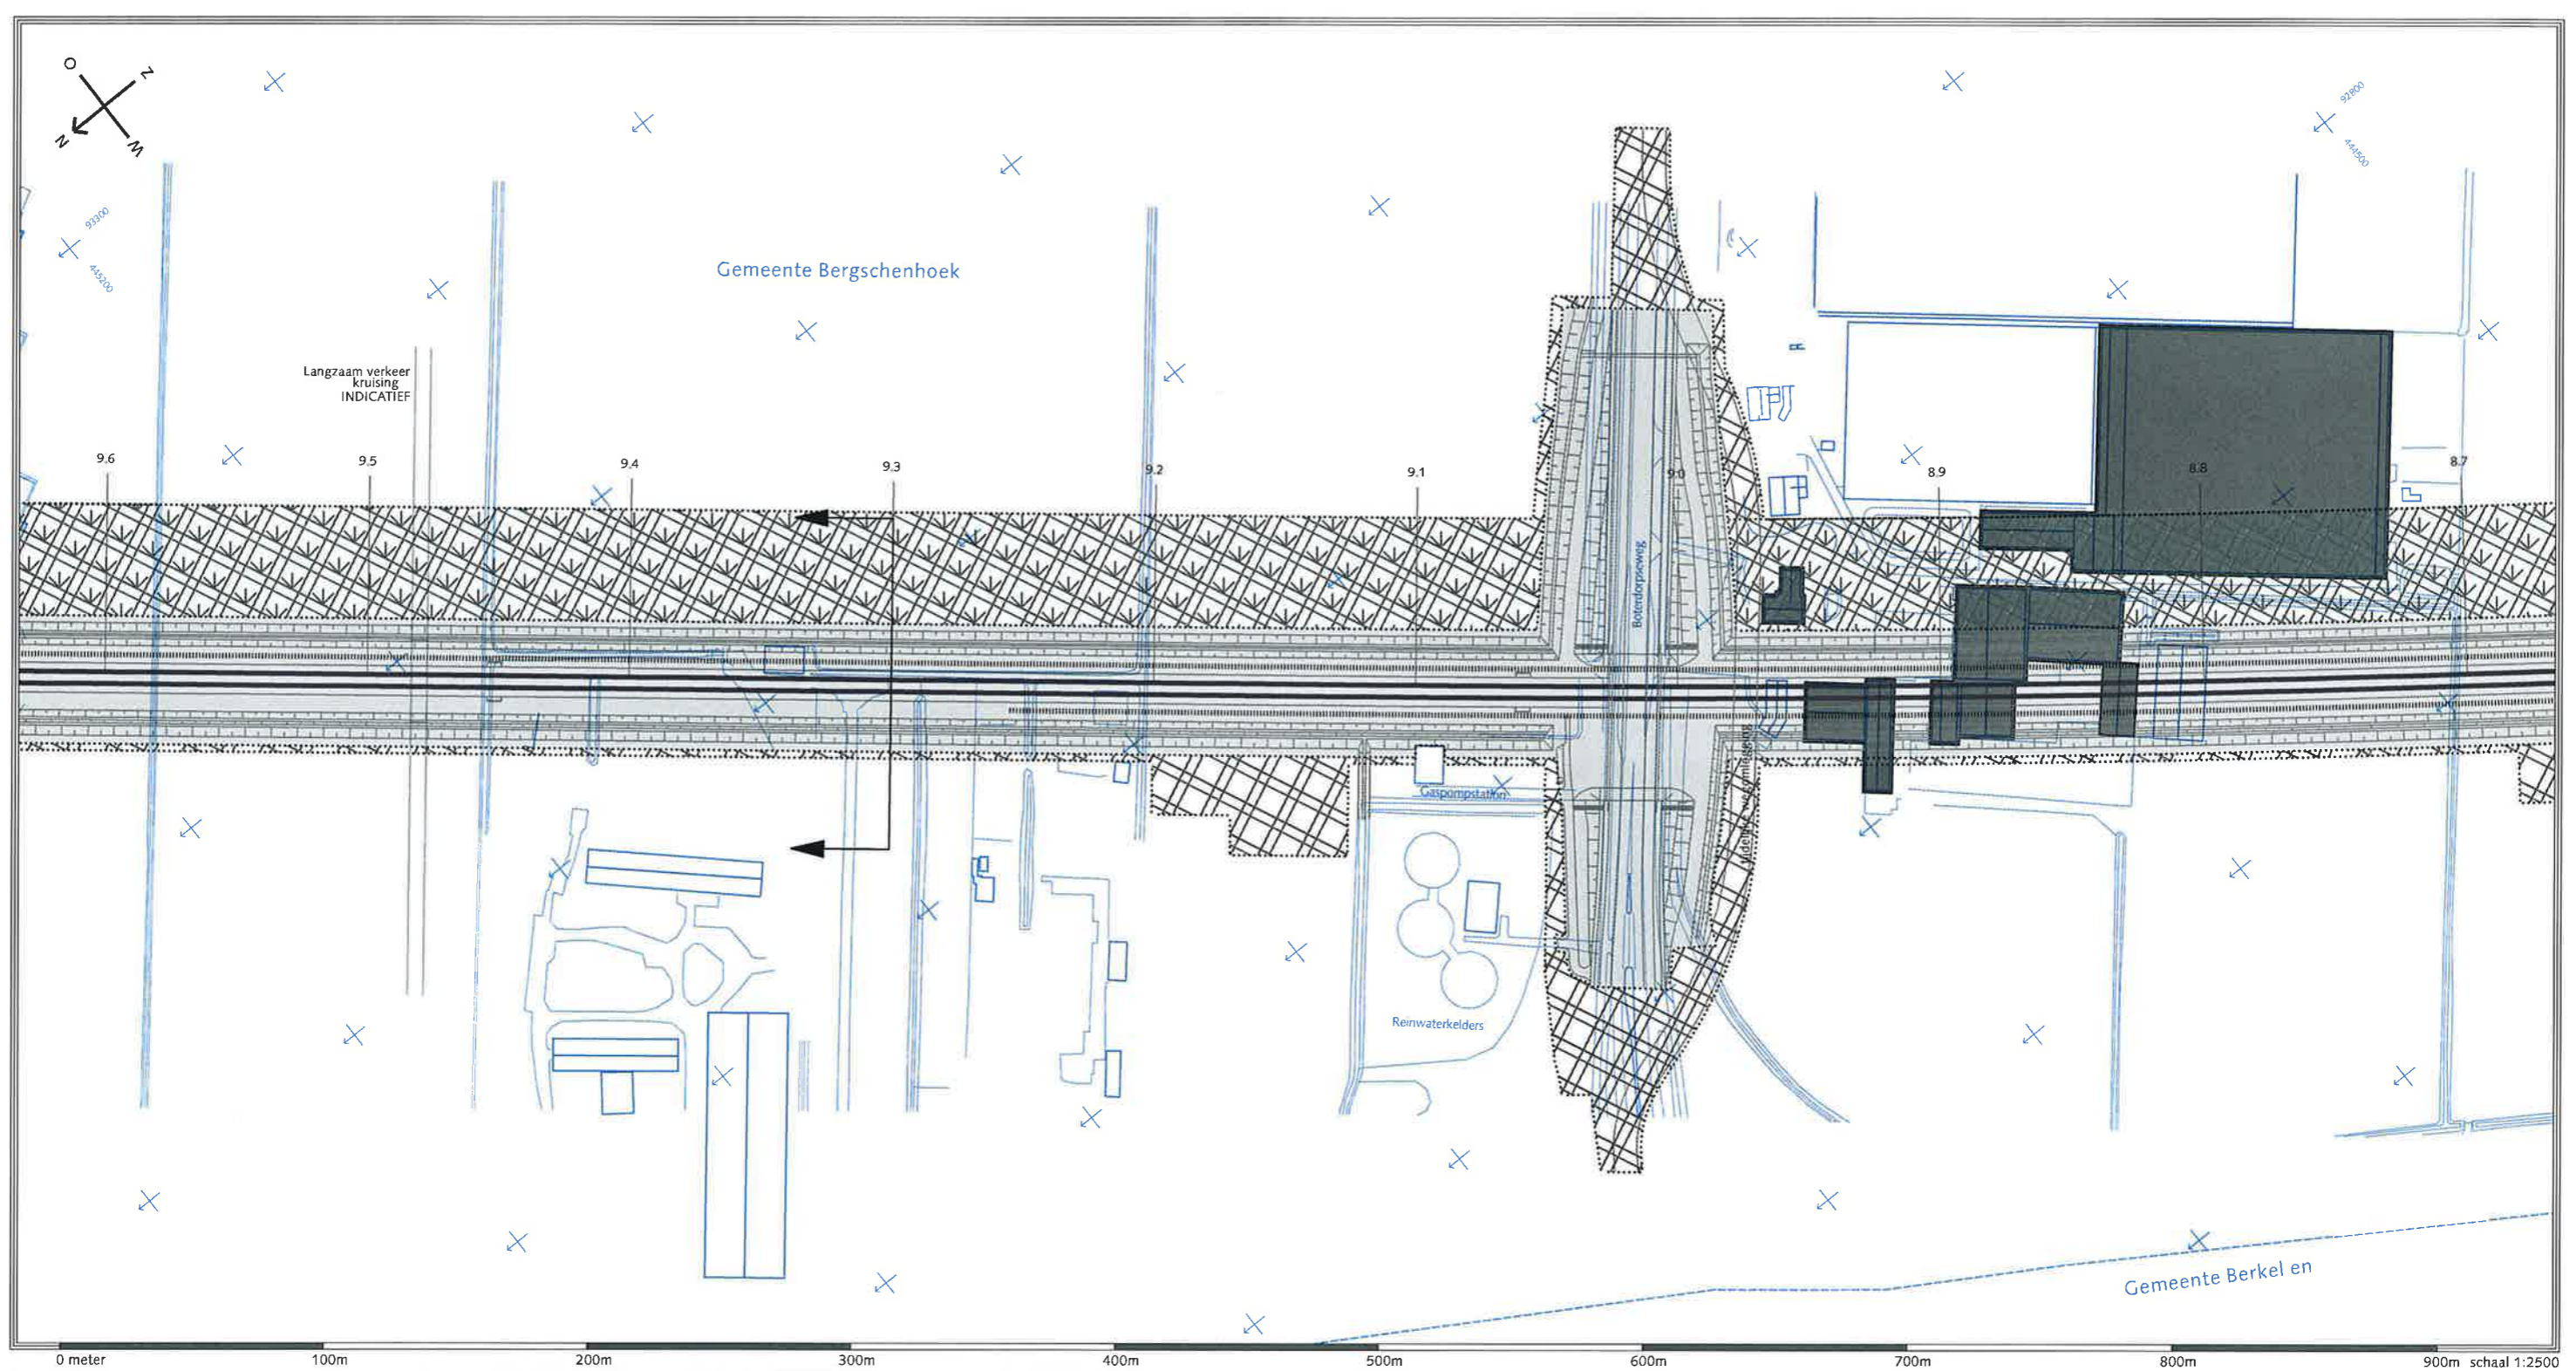 O
Z
N
W
92800
444500
93300
445200
Gemeente Bergschenhoek
Langzaam verkeer
kruising
INDICATIEF
9.6
9.5
9.4
9.3
9.2
9.1
9.0
8.9
8.8
8.7
Boterdorpseweg
Gaspompstation
Reinwaterkelders
Gemeente Berkel en
0 meter
100m
200m
300m
400m
500m
600m
700m
800m
900m schaal 1:2500